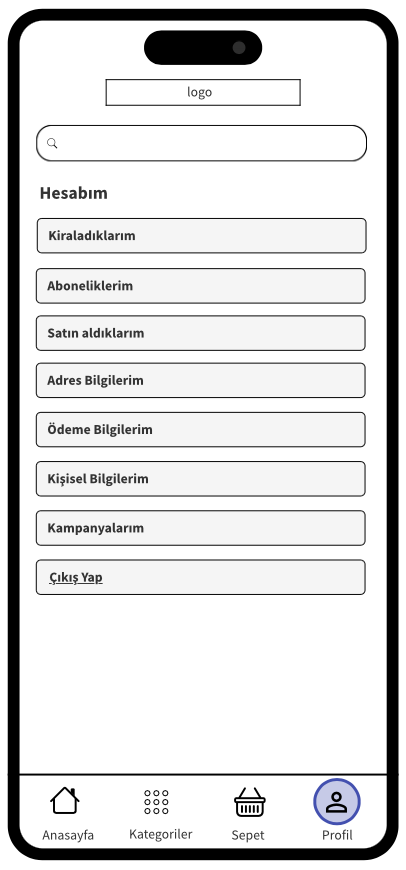 logo
Hesabım
Kiraladıklarım
Aboneliklerim
Satın aldıklarım
Adres Bilgilerim
Ödeme Bilgilerim
Kişisel Bilgilerim
Kampanyalarım
Çıkış Yap
Anasayfa Kategoriler Sepet Profil